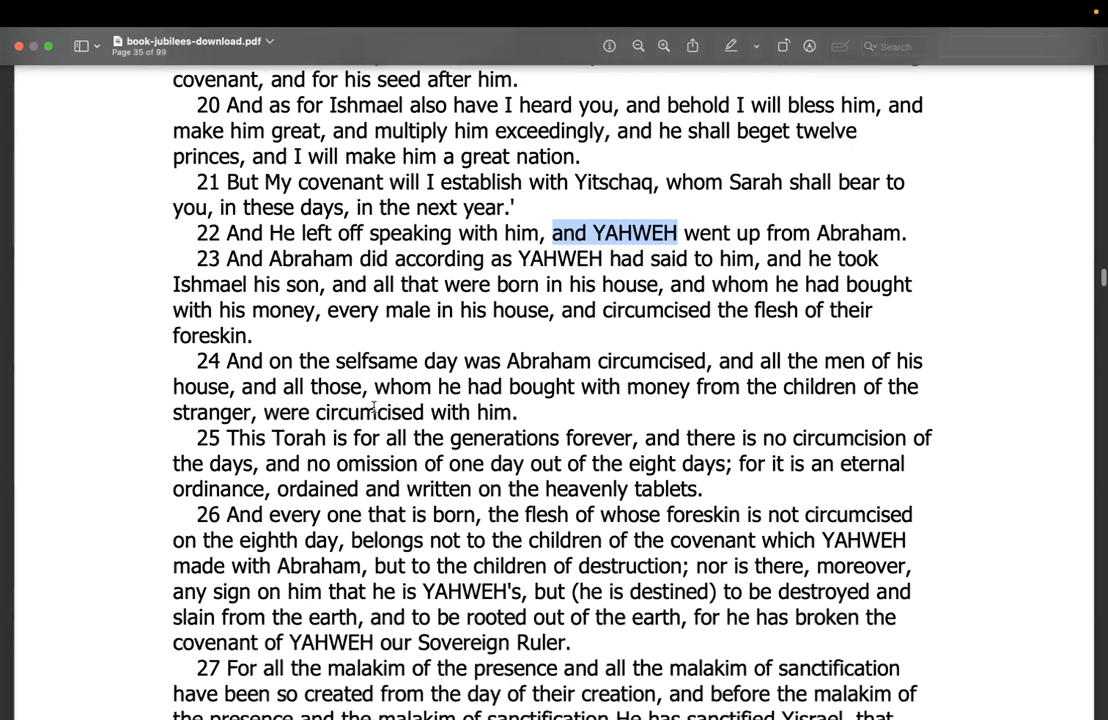 book-jubilees-download.pdf
Page 35 of 99
Search
covenant, and for his seed after him.
20 And as for Ishmael also have I heard you, and behold I will bless him, and
make him great, and multiply him exceedingly, and he shall beget twelve
princes, and I will make him a great nation.
21 But My covenant will I establish with Yitschaq, whom Sarah shall bear to
you, in these days, in the next year.'
22 And He left off speaking with him, and YAHWEH went up from Abraham.
23 And Abraham did according as YAHWEH had said to him, and he took
Ishmael his son, and all that were born in his house, and whom he had bought
with his money, every male in his house, and circumcised the flesh of their
foreskin.
24 And on the selfsame day was Abraham circumcised, and all the men of his
house, and all those, whom he had bought with money from the children of the
stranger, were circumcised with him.
25 This Torah is for all the generations forever, and there is no circumcision of
the days, and no omission of one day out of the eight days; for it is an eternal
ordinance, ordained and written on the heavenly tablets.
26 And every one that is born, the flesh of whose foreskin is not circumcised
on the eighth day, belongs not to the children of the covenant which YAHWEH
made with Abraham, but to the children of destruction; nor is there, moreover,
any sign on him that he is YAHWEH's, but (he is destined) to be destroyed and
slain from the earth, and to be rooted out of the earth, for he has broken the
covenant of YAHWEH our Sovereign Ruler.
27 For all the malakim of the presence and all the malakim of sanctification
have been so created from the day of their creation, and before the malakim of
the presence and the malakim of sanctification He has sanctified Yisrael, that